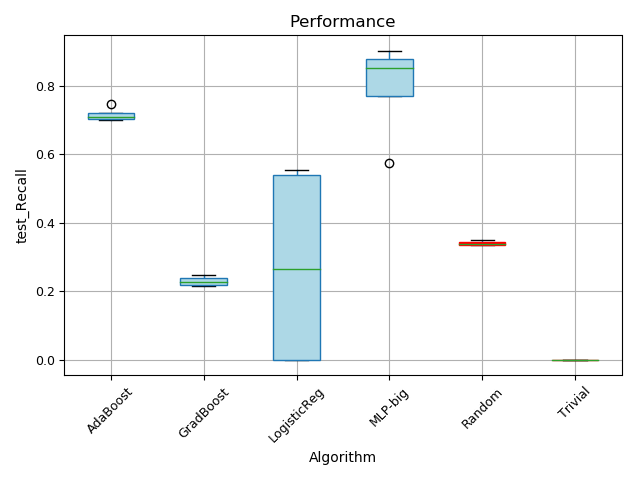 Performance
test_Recall
0.8
0.6
0.4
0.2
0.0
AdaBoost
GradBoost
LogisticReg
MLP-big
Random
Trivial
Algorithm